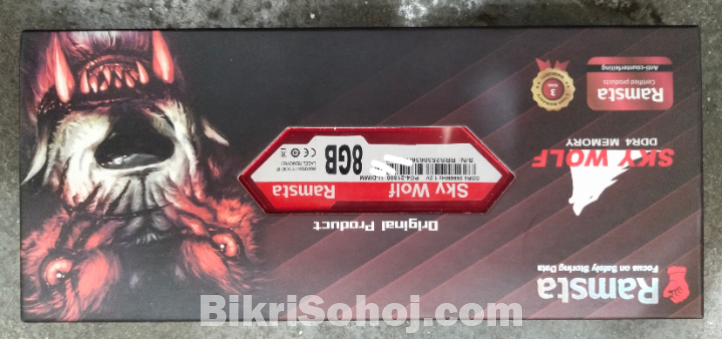 Ramsta
Focus on Safely Storing Data
SKY WOLF
DDR4 MEMORY
Ramsta
Certified products
Anti-counterfeiting
3
Original Product
Sky Wolf
Ramsta
8GB
BikriSohoj.com